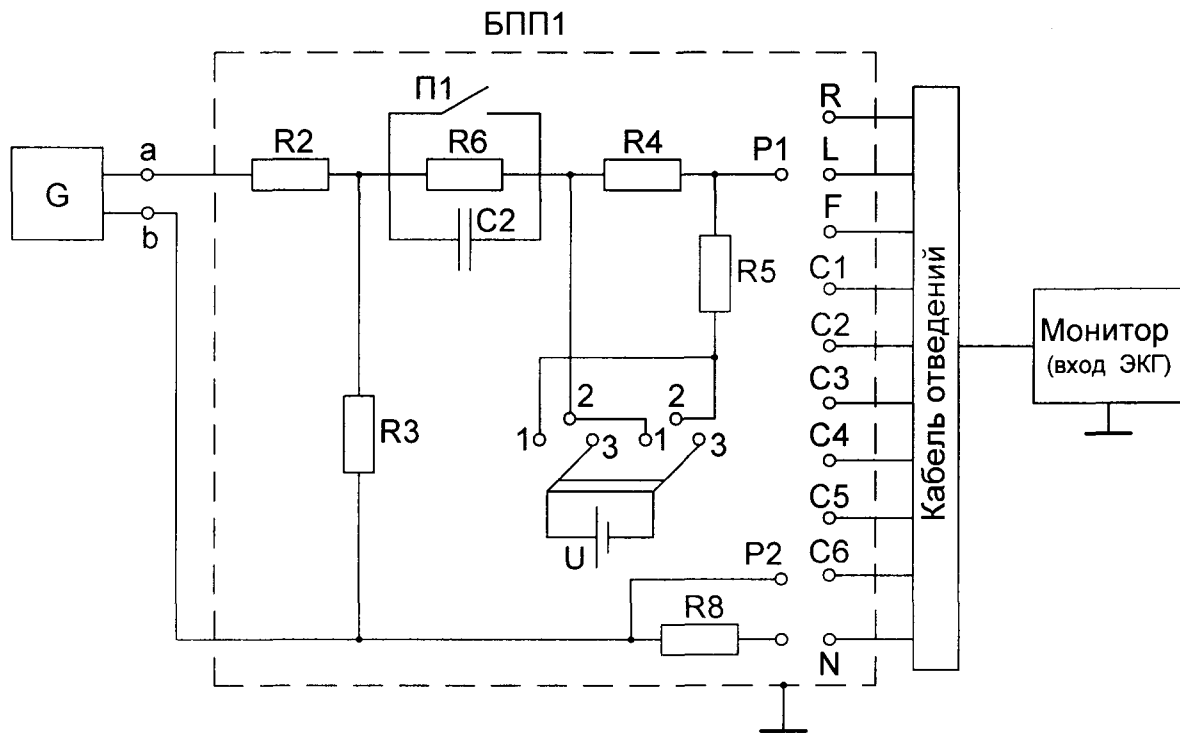 БПП1
П1
R
R2
R6
R4
P1
L
a
G
C2
F
b
R5
C1
C2
Монитор
(вход ЭКГ)
C3
2
2
R3
1
3
1
3
C4
C5
U
P2
C6
R8
N
Кабель отведений